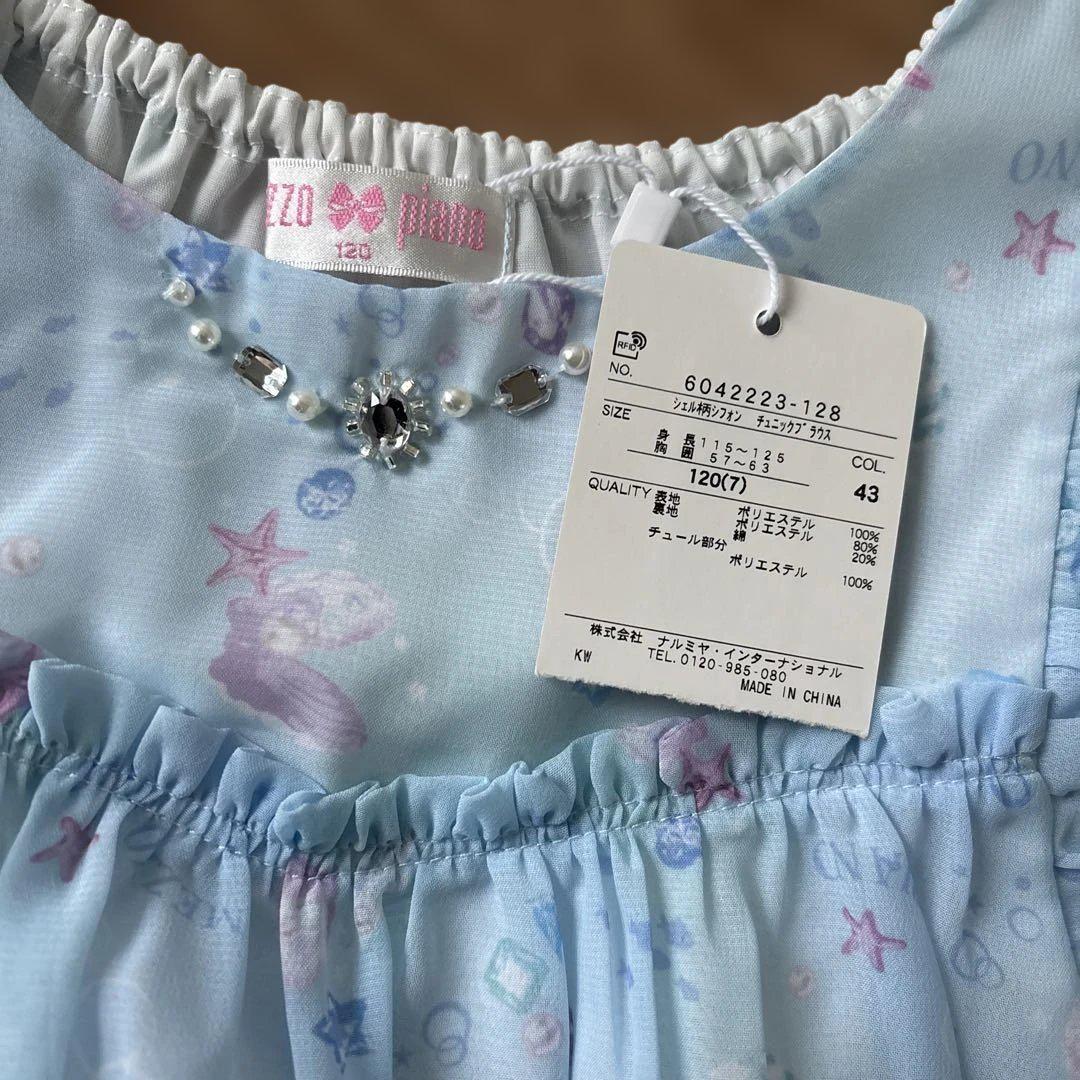 ZZO piano
120
RFID
NO. 6042223-128
シェル柄シフォン チュニックブラウス
SIZE
身長 115~125
胸囲 57~63
COL.
120(7)
43
QUALITY 表地 ポリエステル 100%
裏地 ポリエステル 80%
綿 20%
チュール部分
ポリエステル 100%
株式会社 ナルミヤ・インターナショナル
KW TEL.0120-985-080
MADE IN CHINA